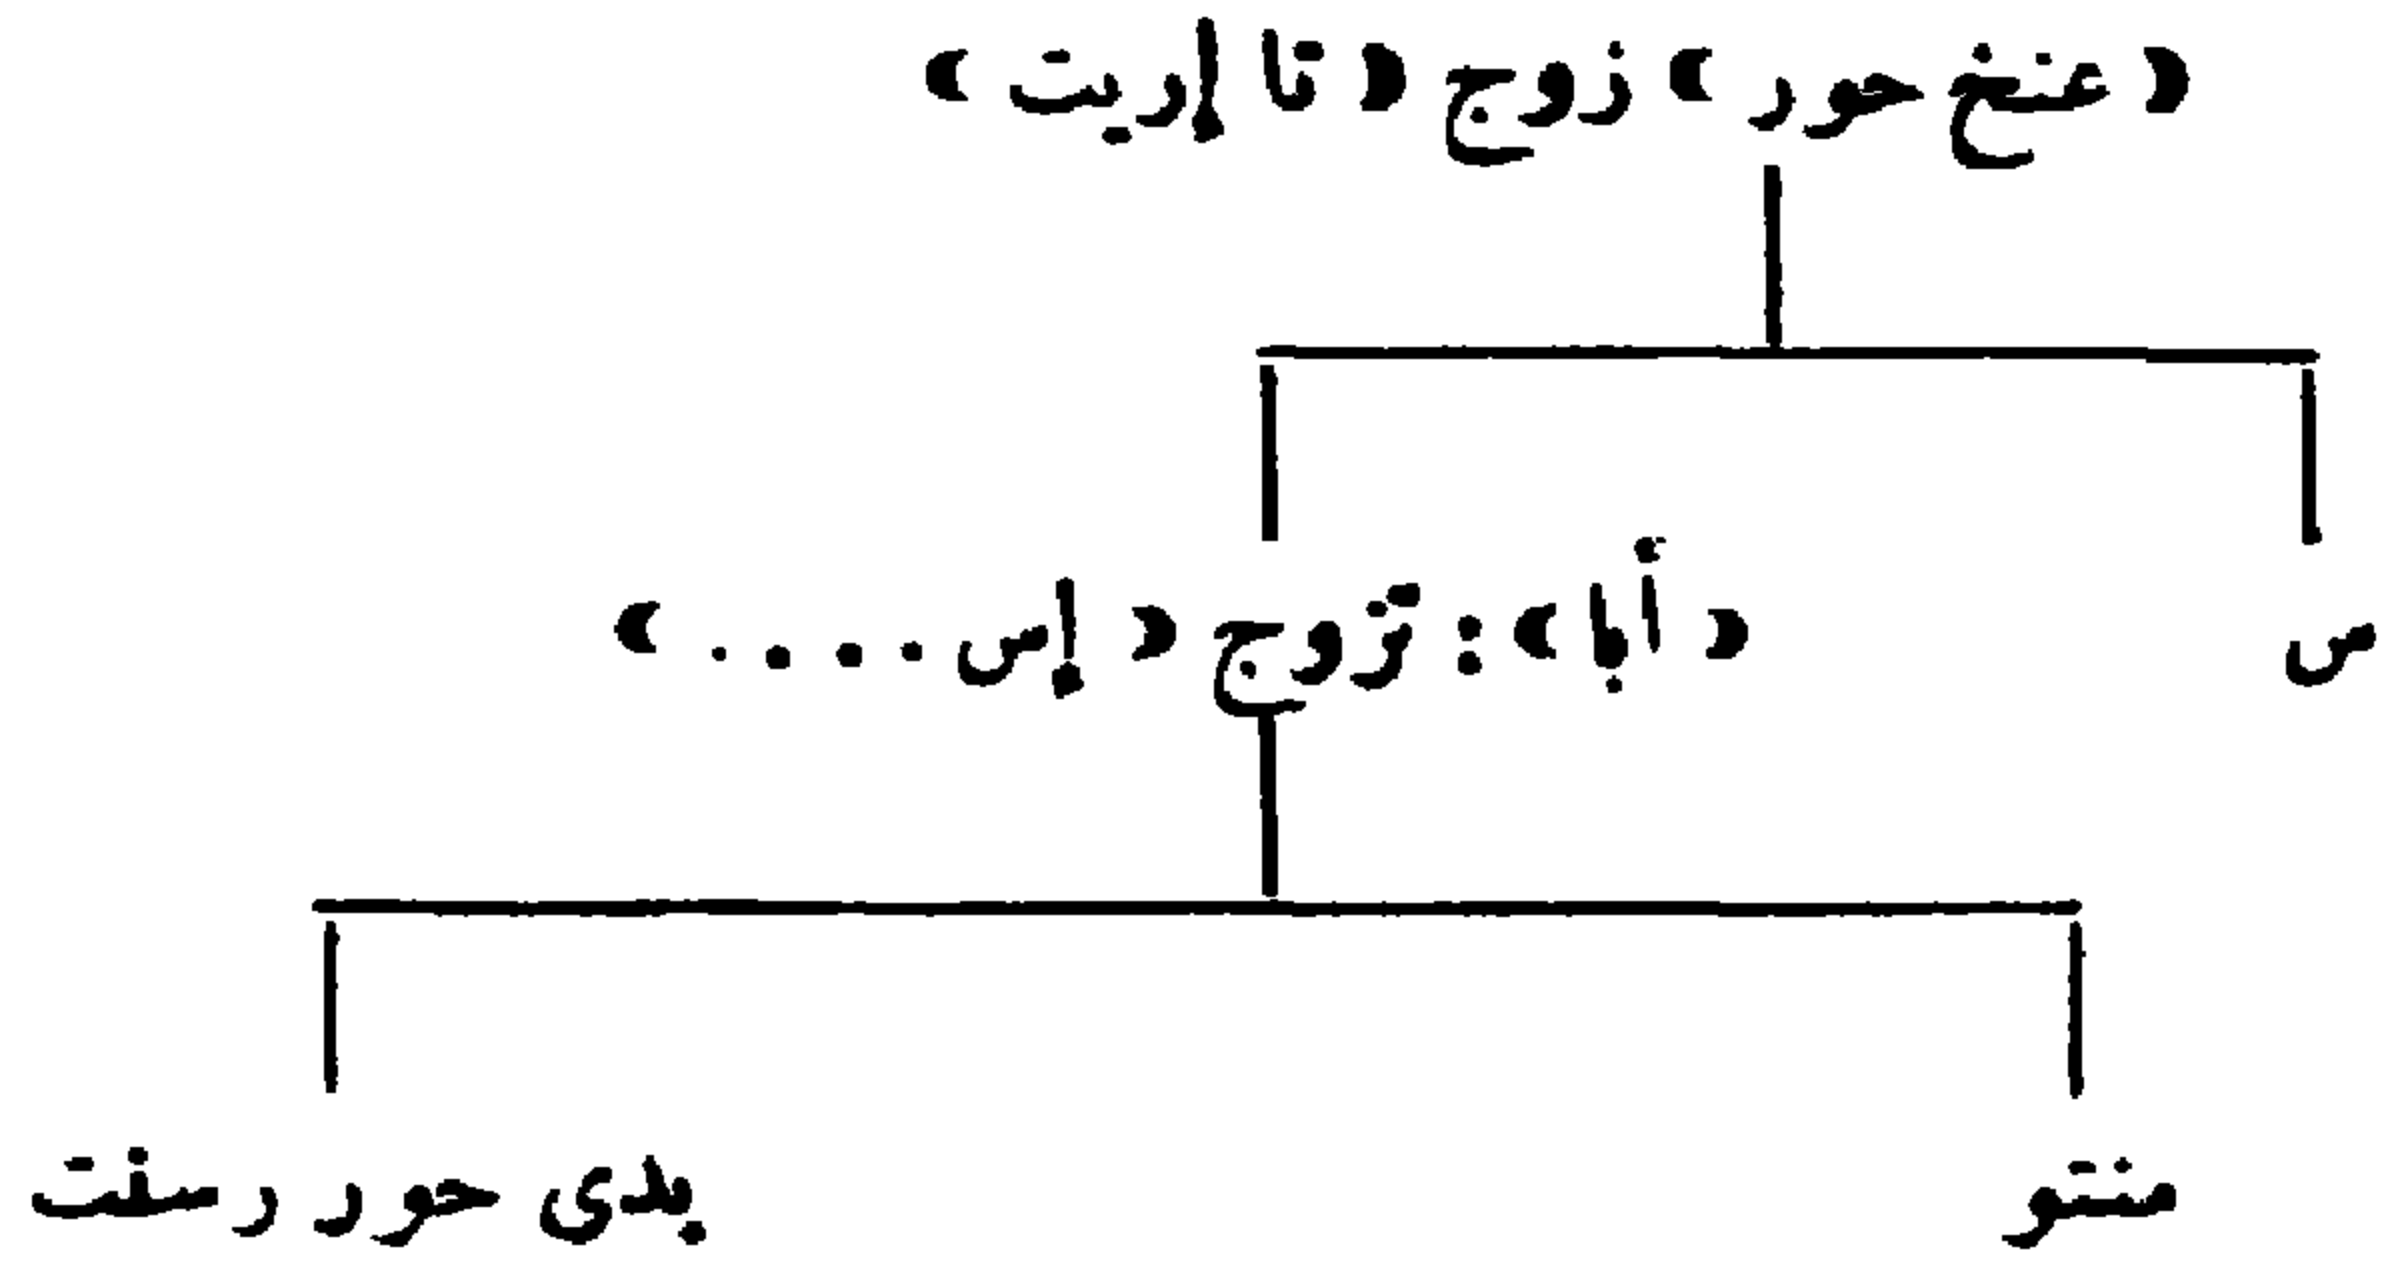 «عنخ حور» زوج «تا إريت»
س
«أبا»: تزوج «إس....»
منتو
بدى حور رسنت